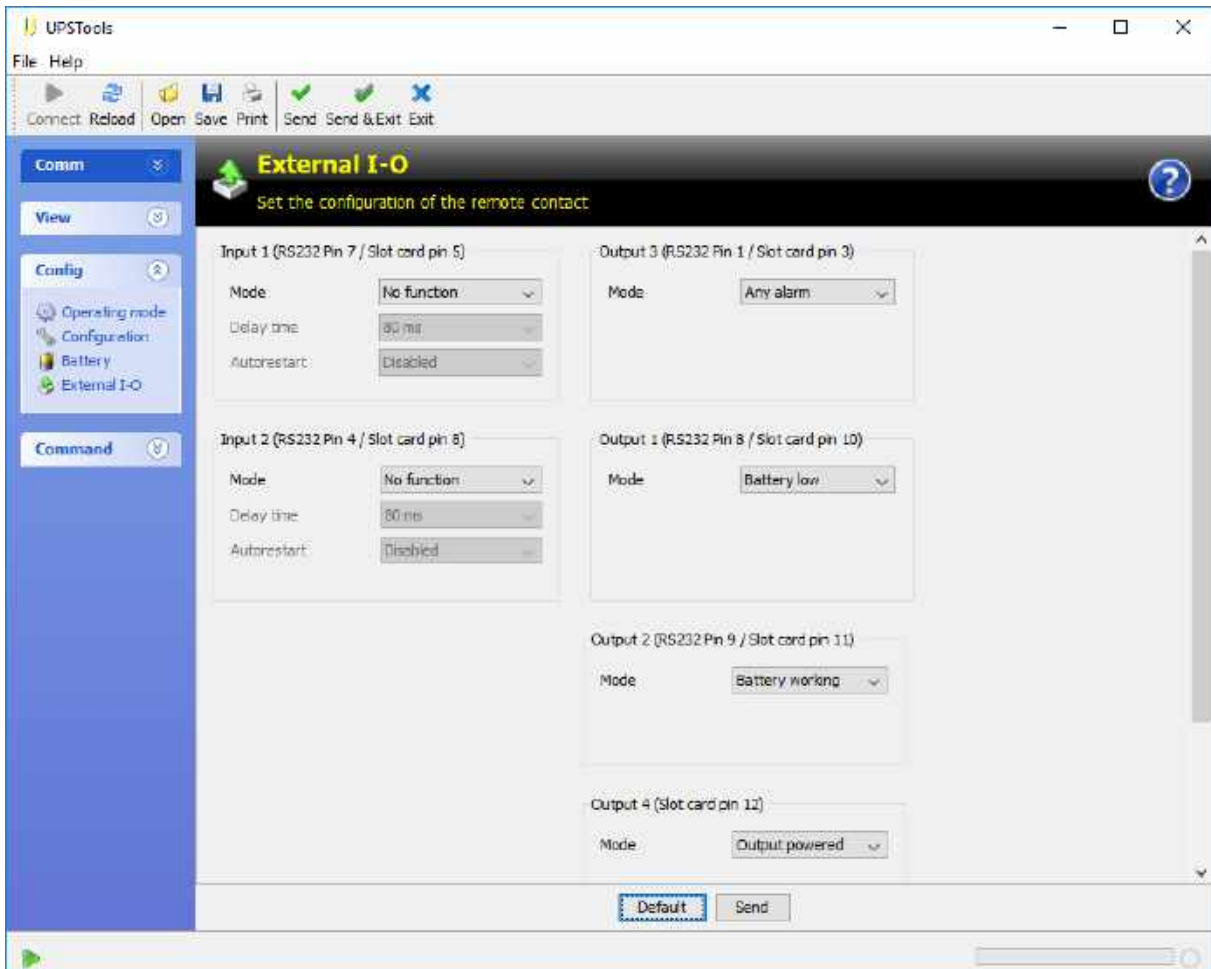 UPSTools
File Help
Connect Reload Open Save Print Send Send & Exit Exit
Comm
View
Config
Operating mode
Configuration
Battery
External I-O
Command
External I-O
Set the configuration of the remote contact
Input 1 (RS232 Pin 7 / Slot card pin 5)
Mode No function
Delay time 80 ms
Autorestart Disabled
Output 3 (RS232 Pin 1 / Slot card pin 3)
Mode Any alarm
Input 2 (RS232 Pin 4 / Slot card pin 8)
Mode No function
Delay time 80 ms
Autorestart Disabled
Output 1 (RS232 Pin 8 / Slot card pin 10)
Mode Battery low
Output 2 (RS232 Pin 9 / Slot card pin 11)
Mode Battery working
Output 4 (Slot card pin 12)
Mode Output powered
Default Send